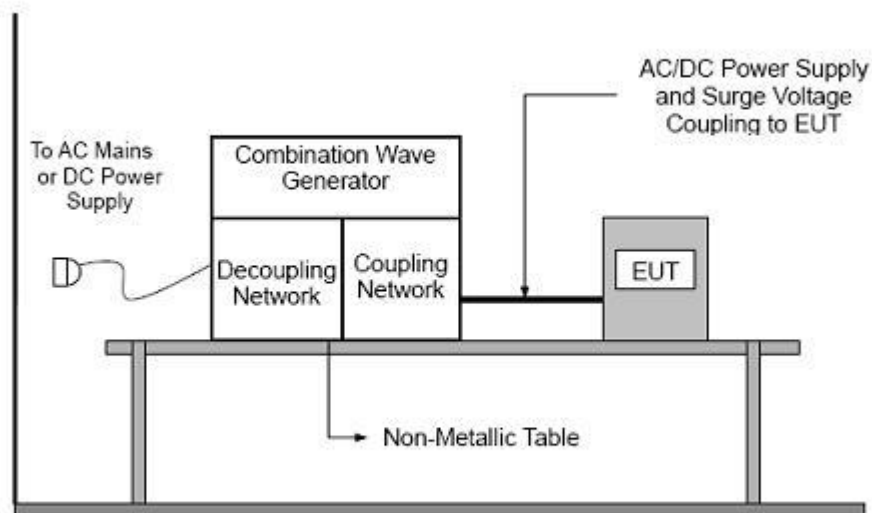 AC/DC Power Supply
and Surge Voltage
Coupling to EUT
To AC Mains
or DC Power
Supply
Combination Wave
Generator
Decoupling
Network
Coupling
Network
EUT
Non-Metallic Table